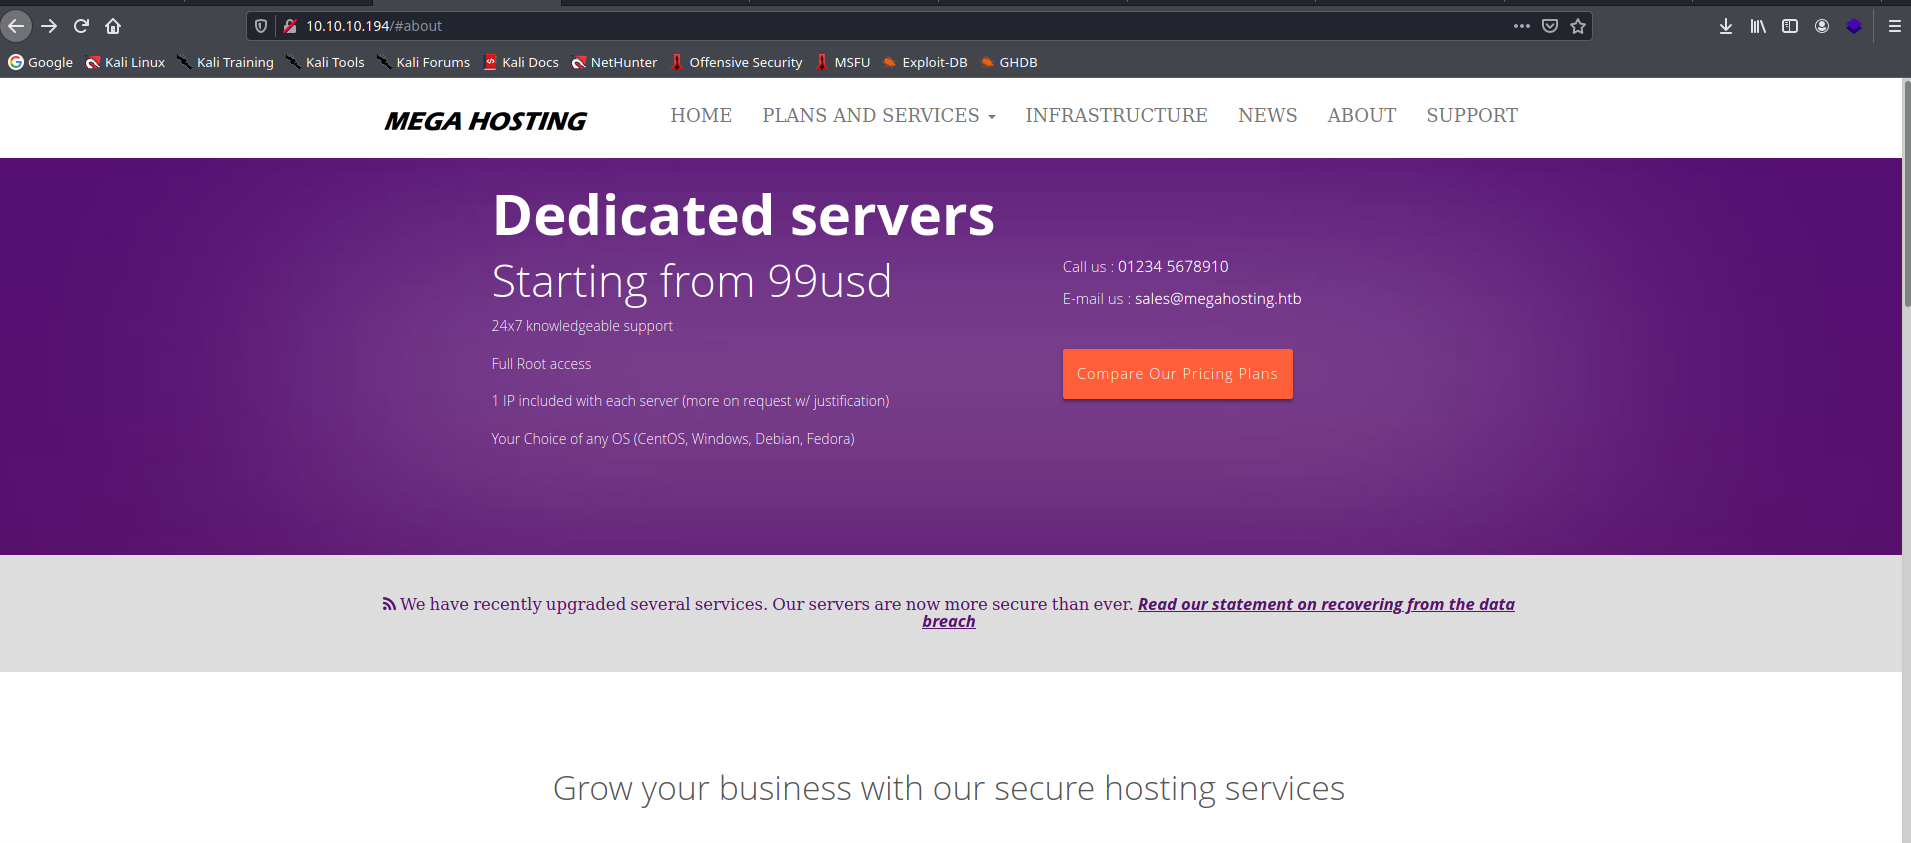 10.10.10.194/#about
Google Kali Linux Kali Training Kali Tools Kali Forums Kali Docs NetHunter Offensive Security MSFU Exploit-DB GHDB
MEGA HOSTING
HOME PLANS AND SERVICES INFRASTRUCTURE NEWS ABOUT SUPPORT
Dedicated servers
Starting from 99usd
24x7 knowledgeable support
Full Root access
1 IP included with each server (more on request w/ justification)
Your Choice of any OS (CentOS, Windows, Debian, Fedora)
Call us : 01234 5678910
E-mail us : sales@megahosting.htb
Compare Our Pricing Plans
We have recently upgraded several services. Our servers are now more secure than ever. Read our statement on recovering from the data
breach
Grow your business with our secure hosting services